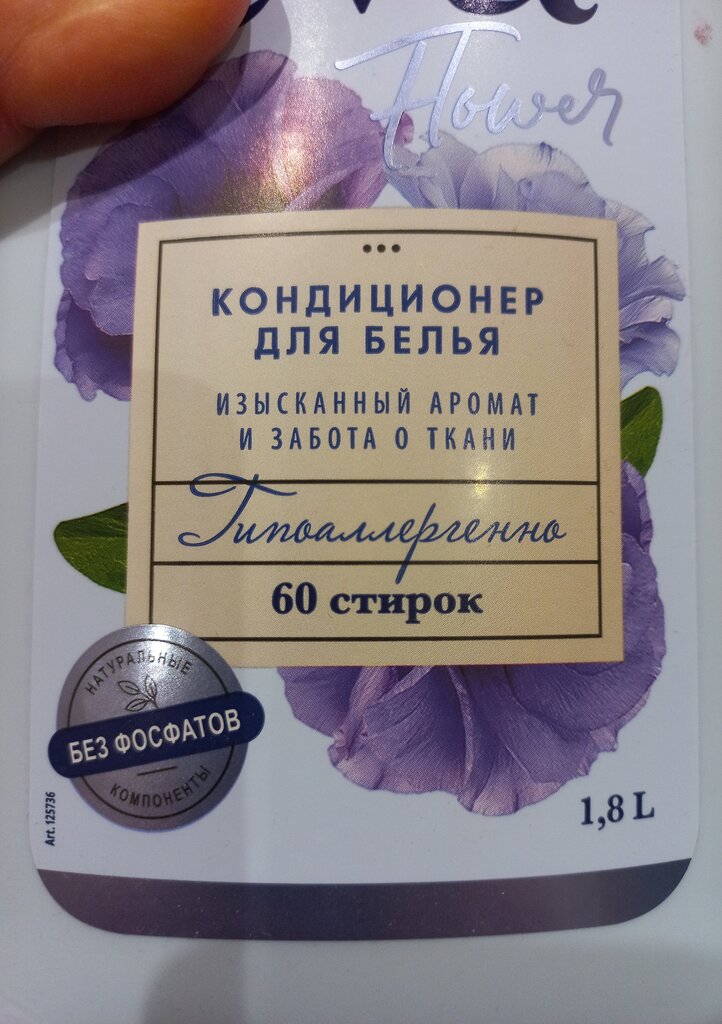 Flower
КОНДИЦИОНЕР
ДЛЯ БЕЛЬЯ
ИЗЫСКАННЫЙ АРОМАТ
И ЗАБОТА О ТКАНИ
Гипоаллергенно
60 стирок
НАТУРАЛЬНЫЕ
БЕЗ ФОСФАТОВ
КОМПОНЕНТЫ
Art. 125736
1,8 L